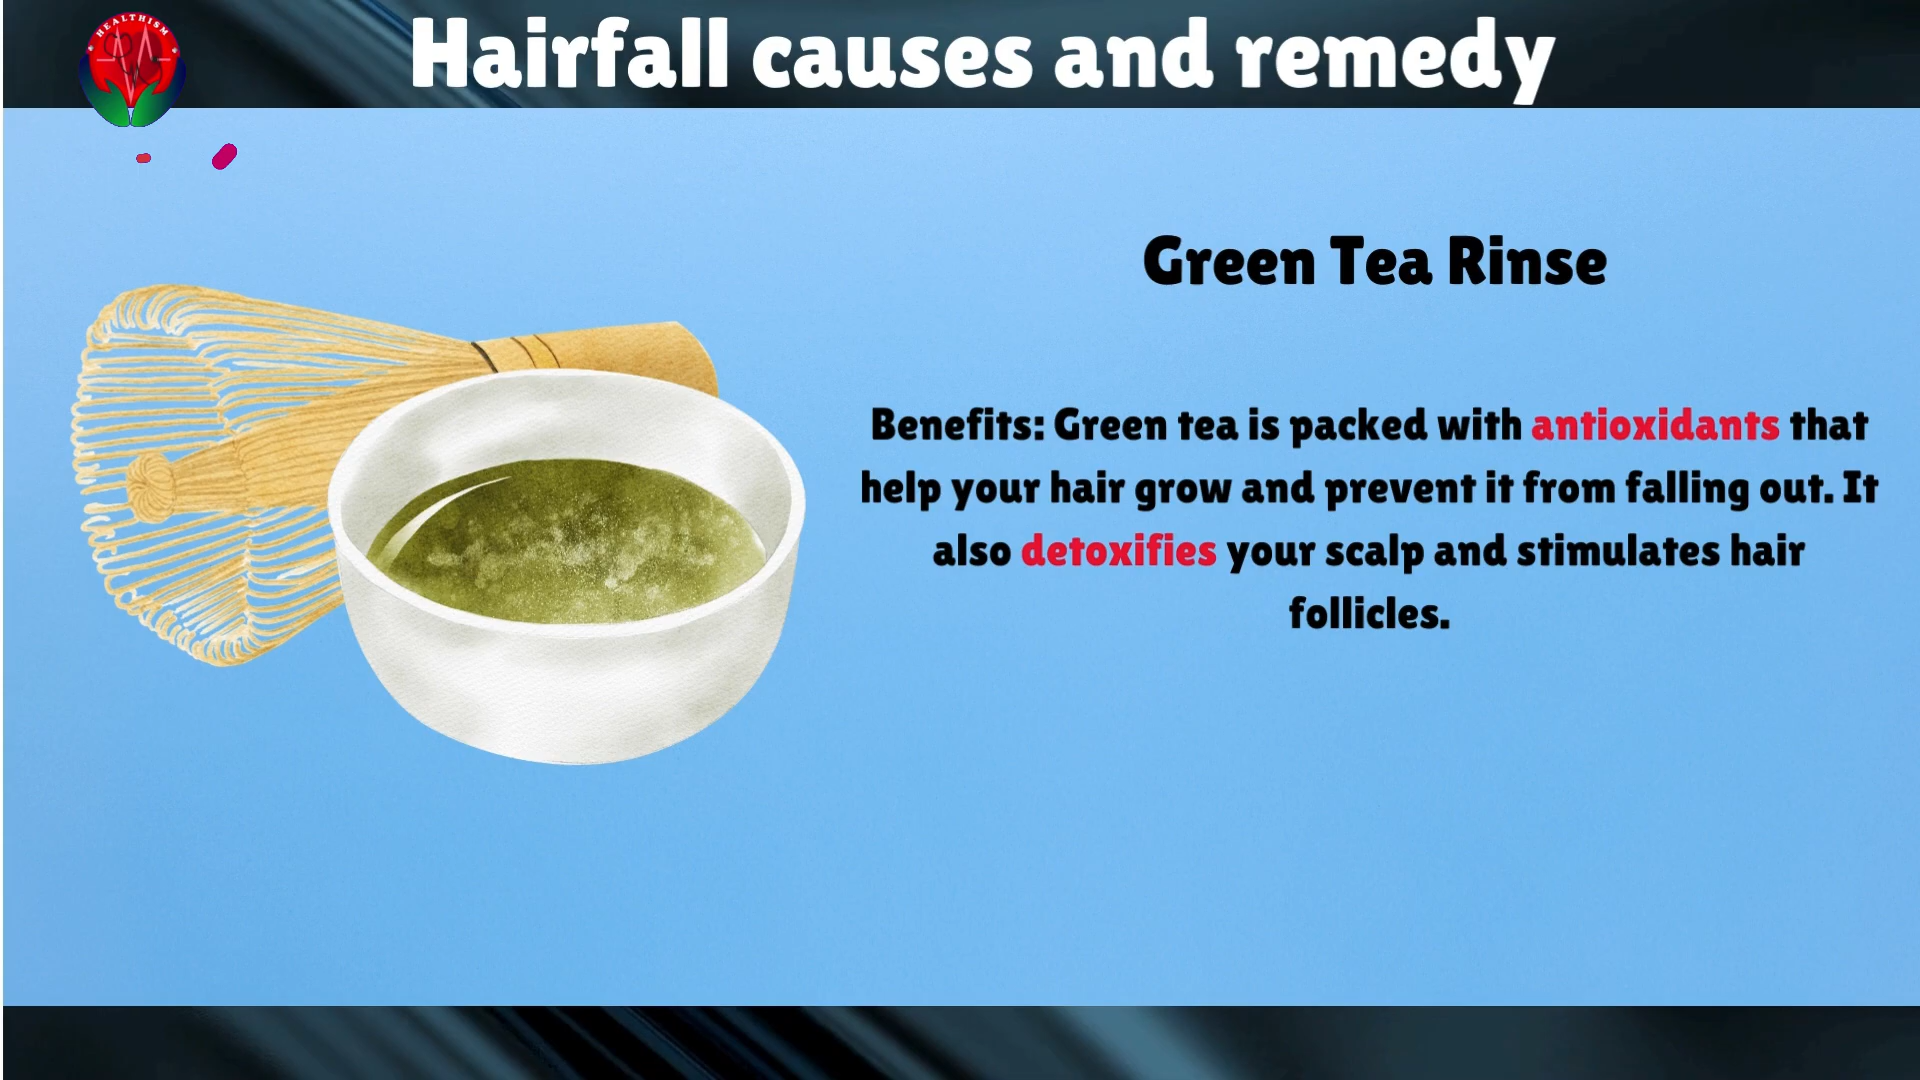 HEALTHISM
Hairfall causes and remedy
Green Tea Rinse
Benefits: Green tea is packed with antioxidants that
help your hair grow and prevent it from falling out. It
also detoxifies your scalp and stimulates hair
follicles.